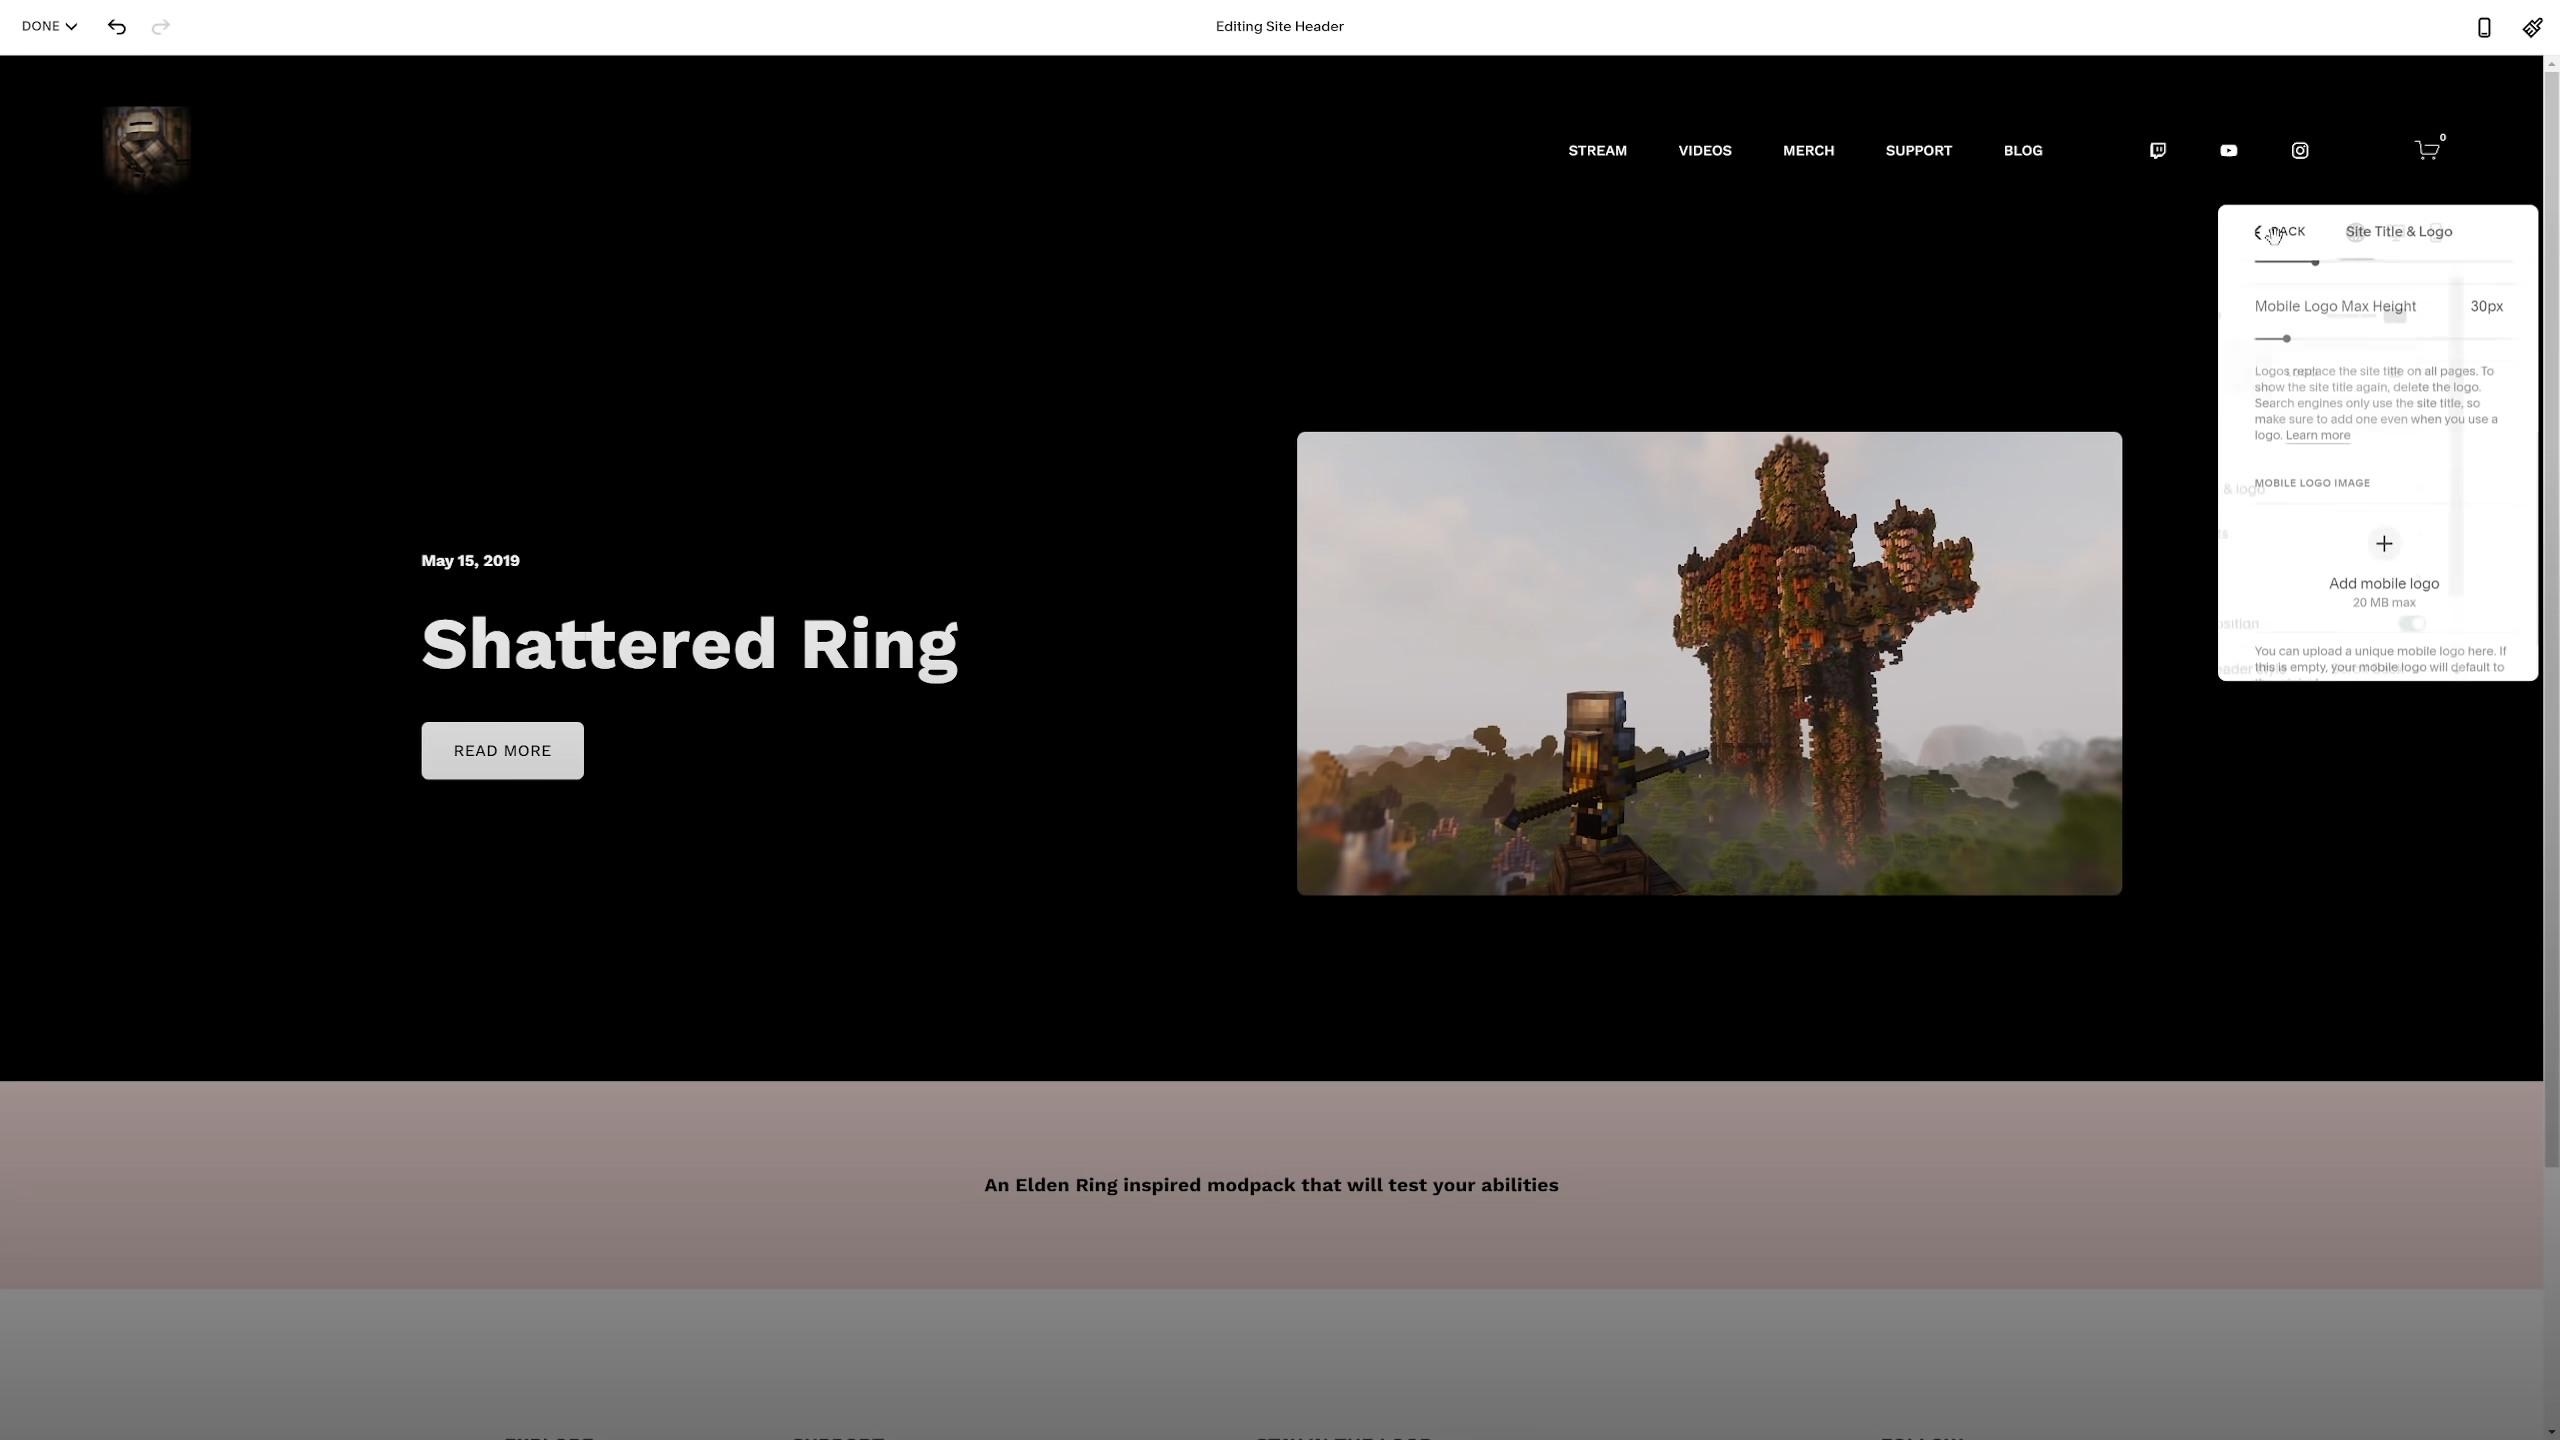 DONE
Editing Site Header
STREAM VIDEOS MERCH SUPPORT BLOG
0
BACK Site Title & Logo
Mobile Logo Max Height 30px
Logos replace the site title on all pages. To
show the site title again, delete the logo.
Search engines only use the site title, so
make sure to add one even when you use a
logo. Learn more
MOBILE LOGO IMAGE
& logo
Add mobile logo
20 MB max
You can upload a unique mobile logo here. If
this is empty, your mobile logo will default to
May 15, 2019
Shattered Ring
READ MORE
An Elden Ring inspired modpack that will test your abilities